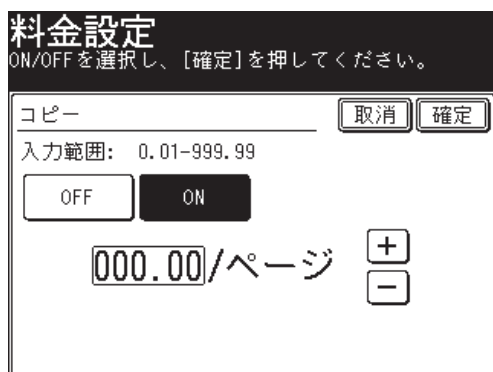 料金設定
ON/OFFを選択し、[確定]を押してください。
コピー 取消 確定
入力範囲: 0.01-999.99
OFF ON
000.00/ページ +
−